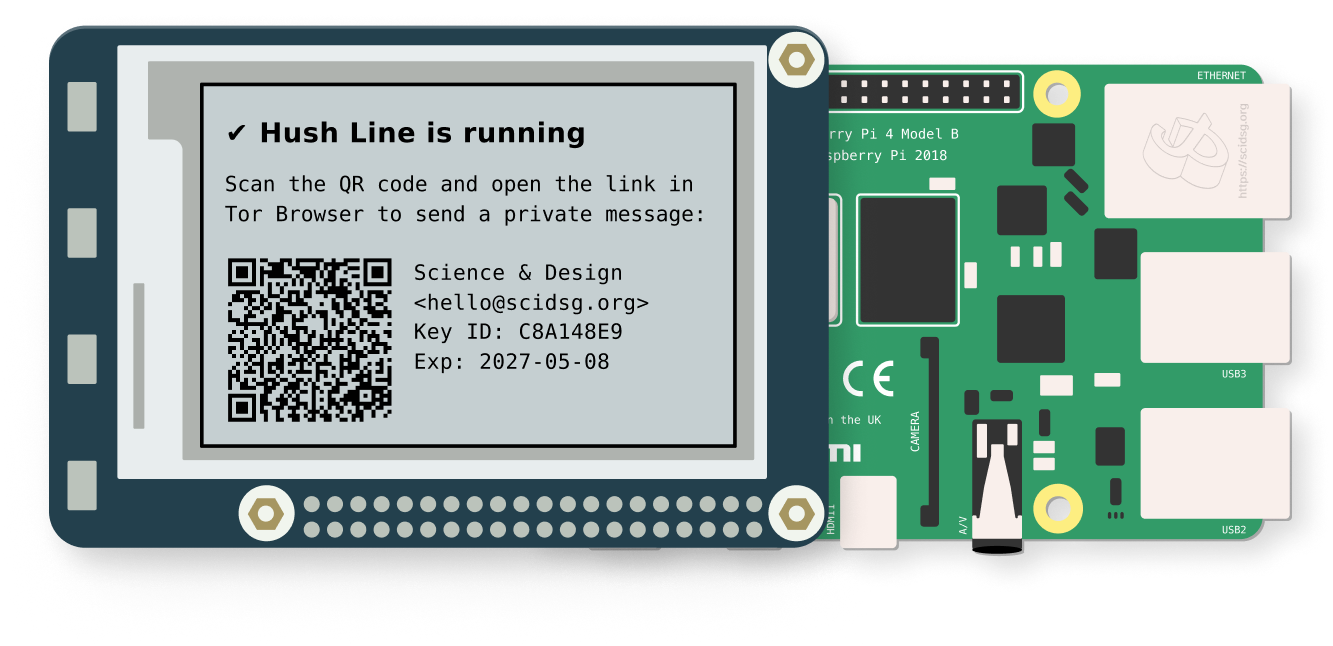 ✔ Hush Line is running
Scan the QR code and open the link in
Tor Browser to send a private message:
Science & Design
<hello@scidsg.org>
Key ID: C8A148E9
Exp: 2027-05-08
ETHERNET
https://scidsg.org
rry Pi 4 Model B
spberry Pi 2018
CE
n the UK
CAMERA
HDMI1
A/V
USB3
USB2